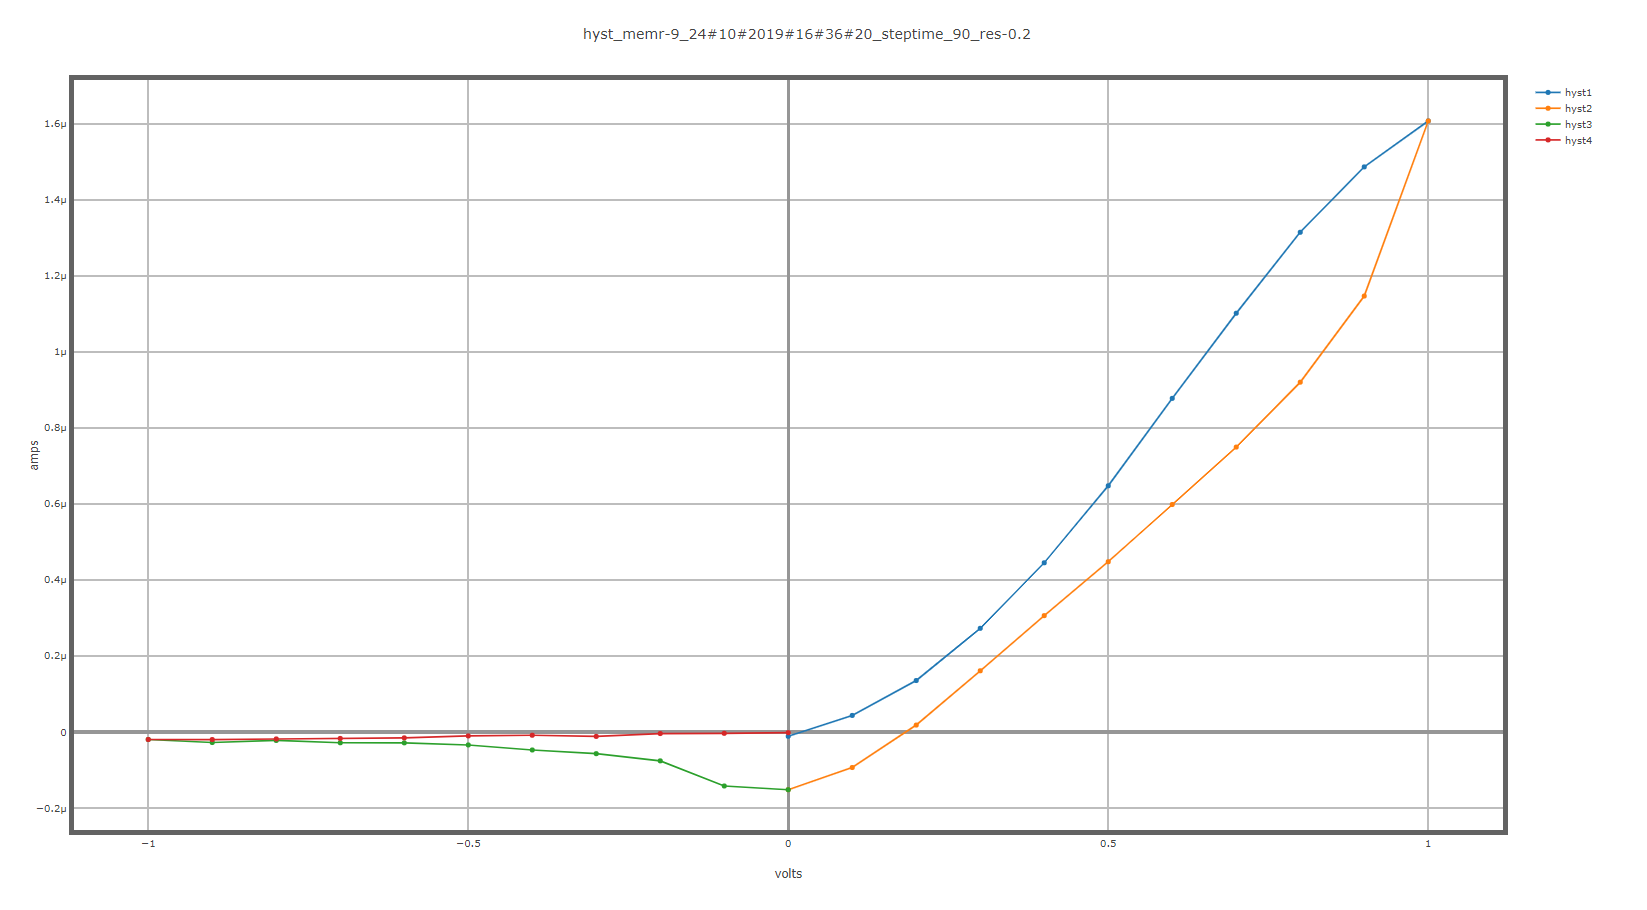 hyst_memr-9_24#10#2019#16#36#20_steptime_90_res-0.2
hyst1
hyst2
hyst3
hyst4
1.6μ
1.4μ
1.2μ
1μ
0.8μ
0.6μ
0.4μ
0.2μ
0
−0.2μ
amps
−1
−0.5
0
0.5
1
volts